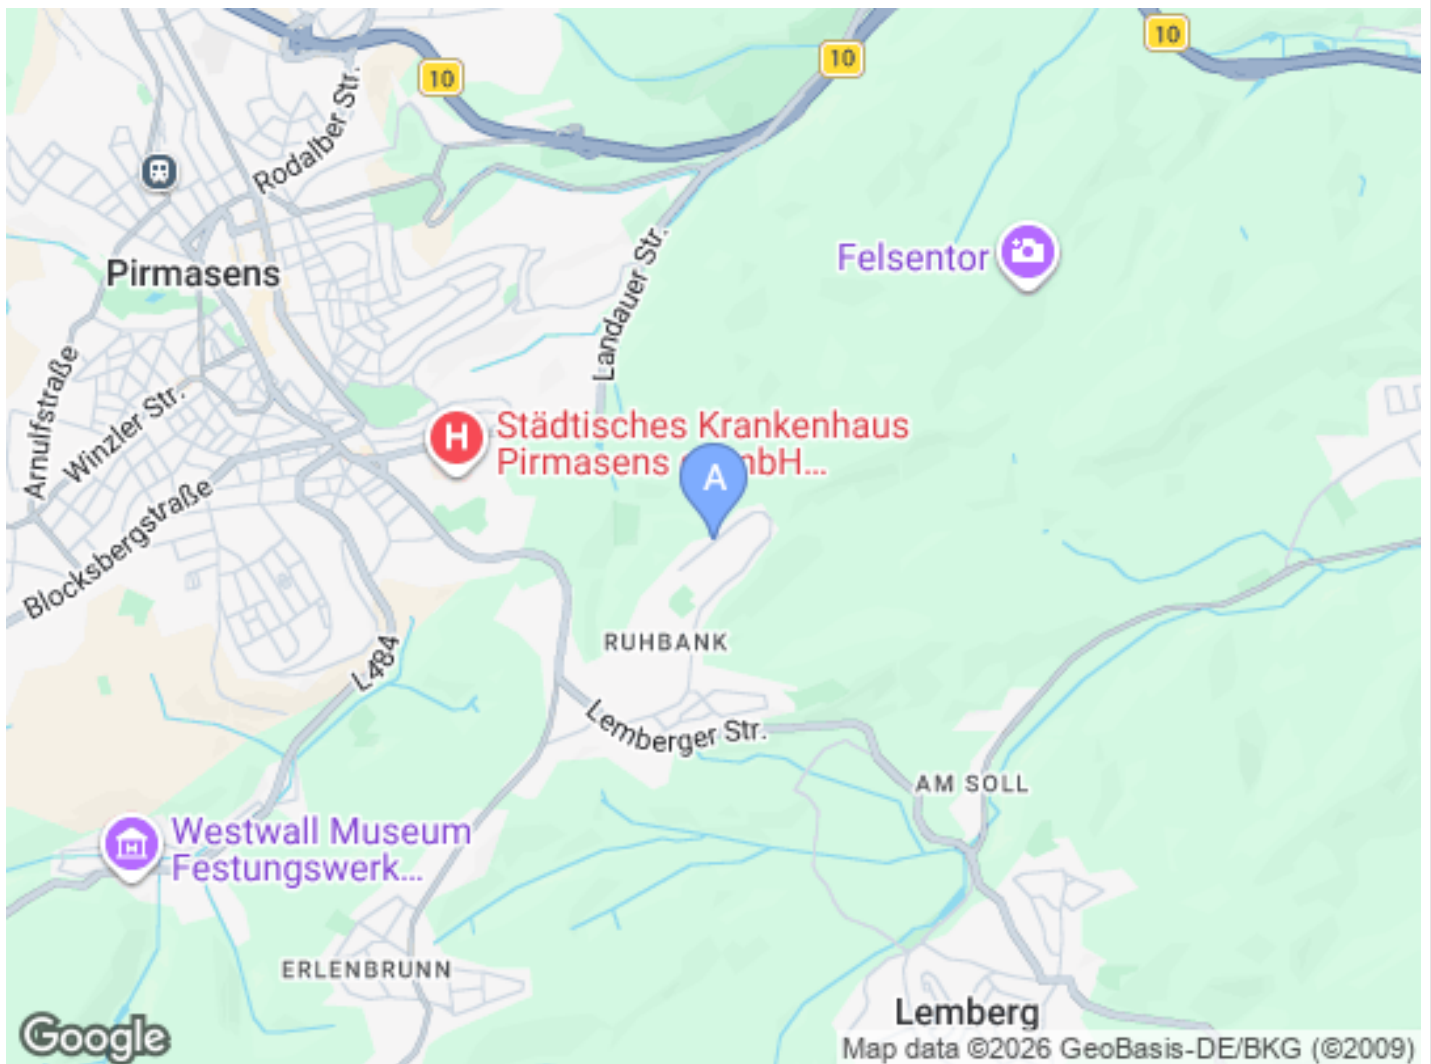 10
10
10
Rodalber Str.
Pirmasens
Felsentor
Landauer Str.
Arnulfstraße
Winzler Str.
Städtisches Krankenhaus
Pirmasens mbH...
H
A
Blocksbergstraße
RUHBANK
L484
Lemberger Str.
AM SOLL
Westwall Museum
Festungswerk...
ERLENBRUNN
Lemberg
Google
Map data ©2026 GeoBasis-DE/BKG (©2009)